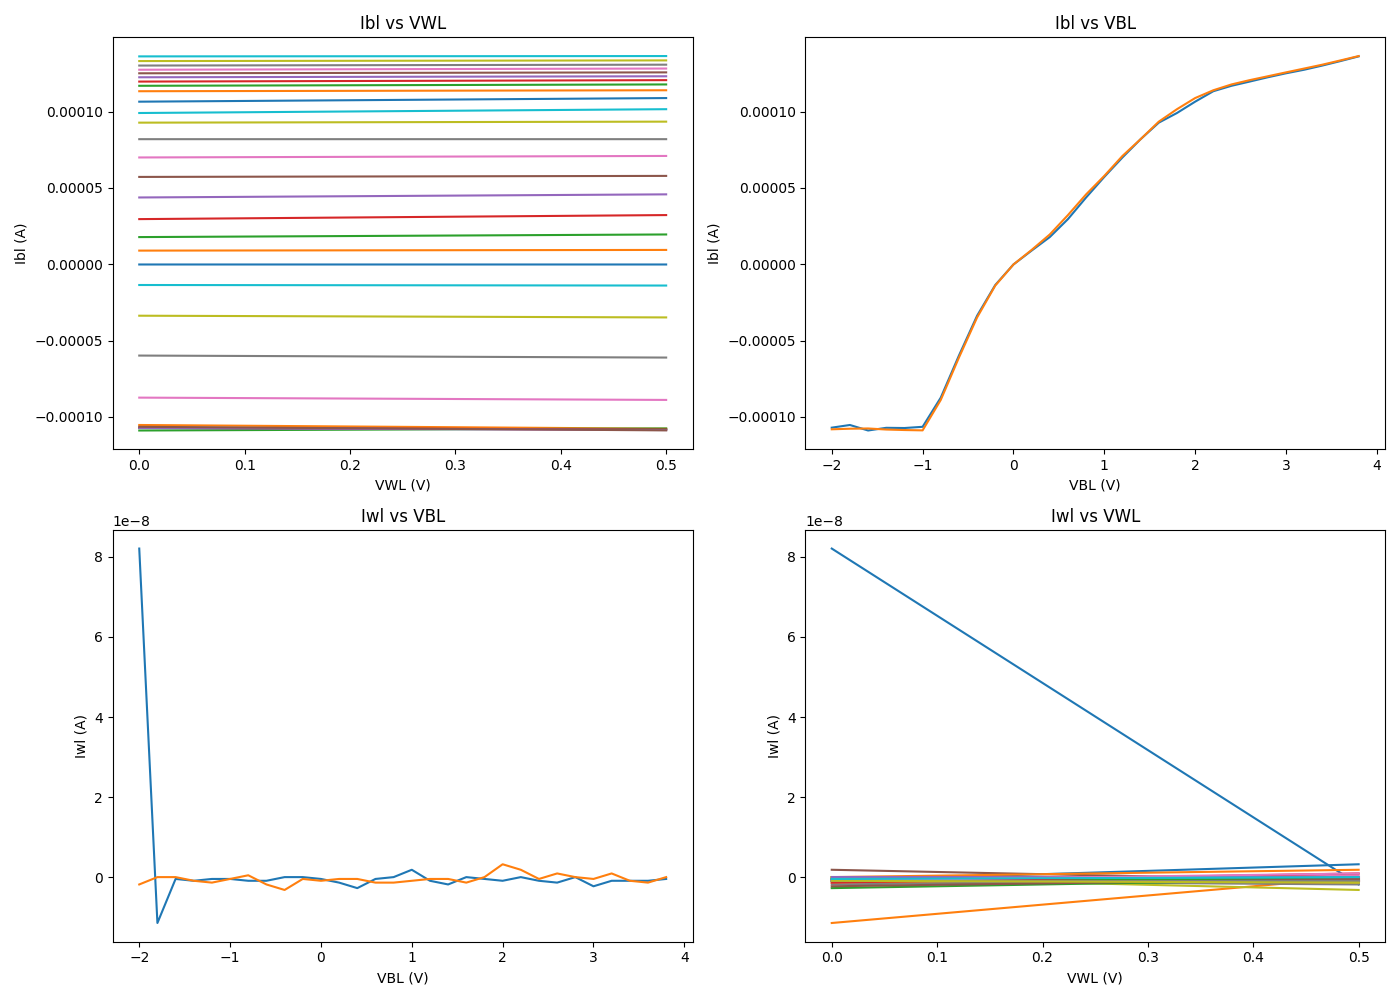 Ibl vs VWL
Ibl (A)
0.00010
0.00005
0.00000
−0.00005
−0.00010
0.0 0.1 0.2 0.3 0.4 0.5
VWL (V)
Ibl vs VBL
Ibl (A)
0.00010
0.00005
0.00000
−0.00005
−0.00010
−2 −1 0 1 2 3 4
VBL (V)
Iwl vs VBL
1e−8
Iwl (A)
8
6
4
2
0
−2 −1 0 1 2 3 4
VBL (V)
Iwl vs VWL
1e−8
Iwl (A)
8
6
4
2
0
0.0 0.1 0.2 0.3 0.4 0.5
VWL (V)